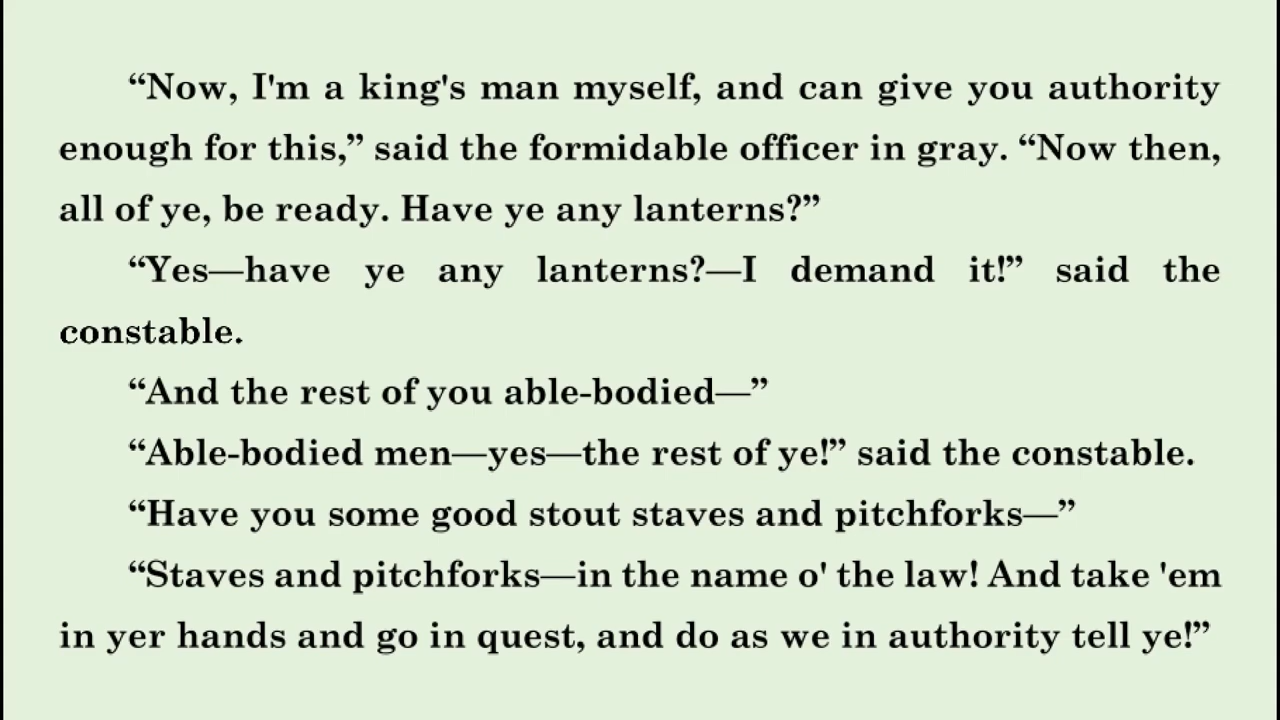 “Now, I'm a king's man myself, and can give you authority
enough for this,” said the formidable officer in gray. “Now then,
all of ye, be ready. Have ye any lanterns?”
“Yes—have ye any lanterns?—I demand it!” said the
constable.
“And the rest of you able-bodied—”
“Able-bodied men—yes—the rest of ye!” said the constable.
“Have you some good stout staves and pitchforks—”
“Staves and pitchforks—in the name o' the law! And take 'em
in yer hands and go in quest, and do as we in authority tell ye!”